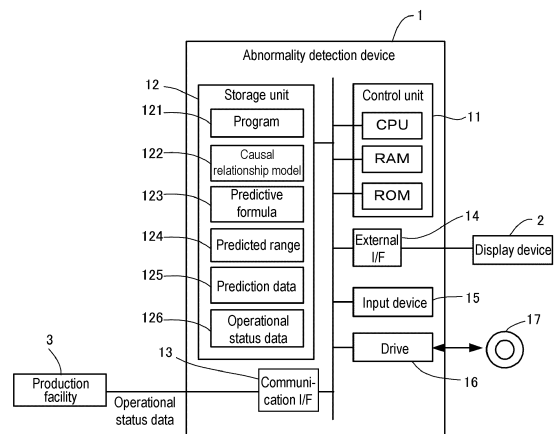 1
Abnormality detection device
12
Storage unit
121
Program
122
Causal
relationship model
123
Predictive
formula
124
Predicted range
125
Prediction data
126
Operational
status data
Control unit
11
CPU
RAM
ROM
14
External
I/F
2
Display device
Input device
15
Drive
16
17
3
Production
facility
Operational
status data
13
Communi-
cation I/F